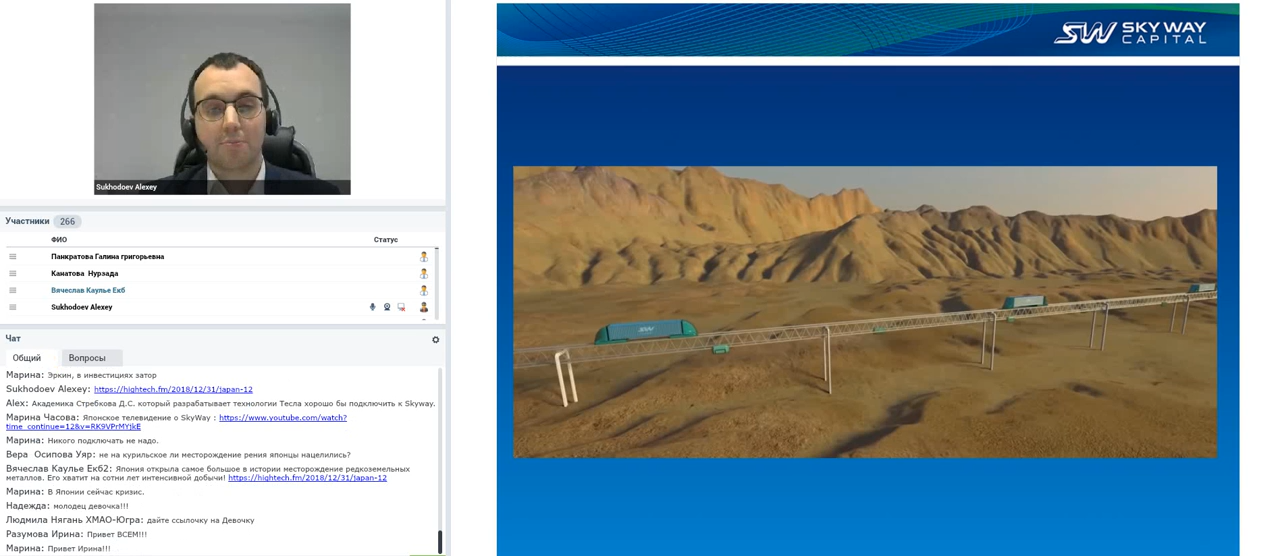 SW SKY WAY
CAPITAL
Sukhodoev Alexey
Участники 266
ФИО Статус
Панкратова Галина григорьевна
Канатова Нурзада
Вячеслав Каулье Екб
Sukhodoev Alexey
Чат
Общий Вопросы
Марина: Эркин, в инвестициях затор
Sukhodoev Alexey: https://hightech.fm/2018/12/31/japan-12
Alex: Академика Стребкова Д.С. который разрабатывает технологии Тесла хорошо бы подключить к Skyway.
Марина Часова: Японское телевидение о SkyWay : https://www.youtube.com/watch?
time_continue=12&v=RK9VPrMYjkE
Марина: Никого подключать не надо.
Вера Осипова Уяр: не на курильское ли месторождение рения японцы нацелились?
Вячеслав Каулье Екб2: Япония открыла самое большое в истории месторождение редкоземельных
металлов. Его хватит на сотни лет интенсивной добычи! https://hightech.fm/2018/12/31/japan-12
Марина: В Японии сейчас кризис.
Надежда: молодец девочка!!!
Людмила Нягань ХМАО-Югра: дайте ссылочку на Девочку
Разумова Ирина: Привет ВСЕМ!!!
Марина: Привет Ирина!!!
SW